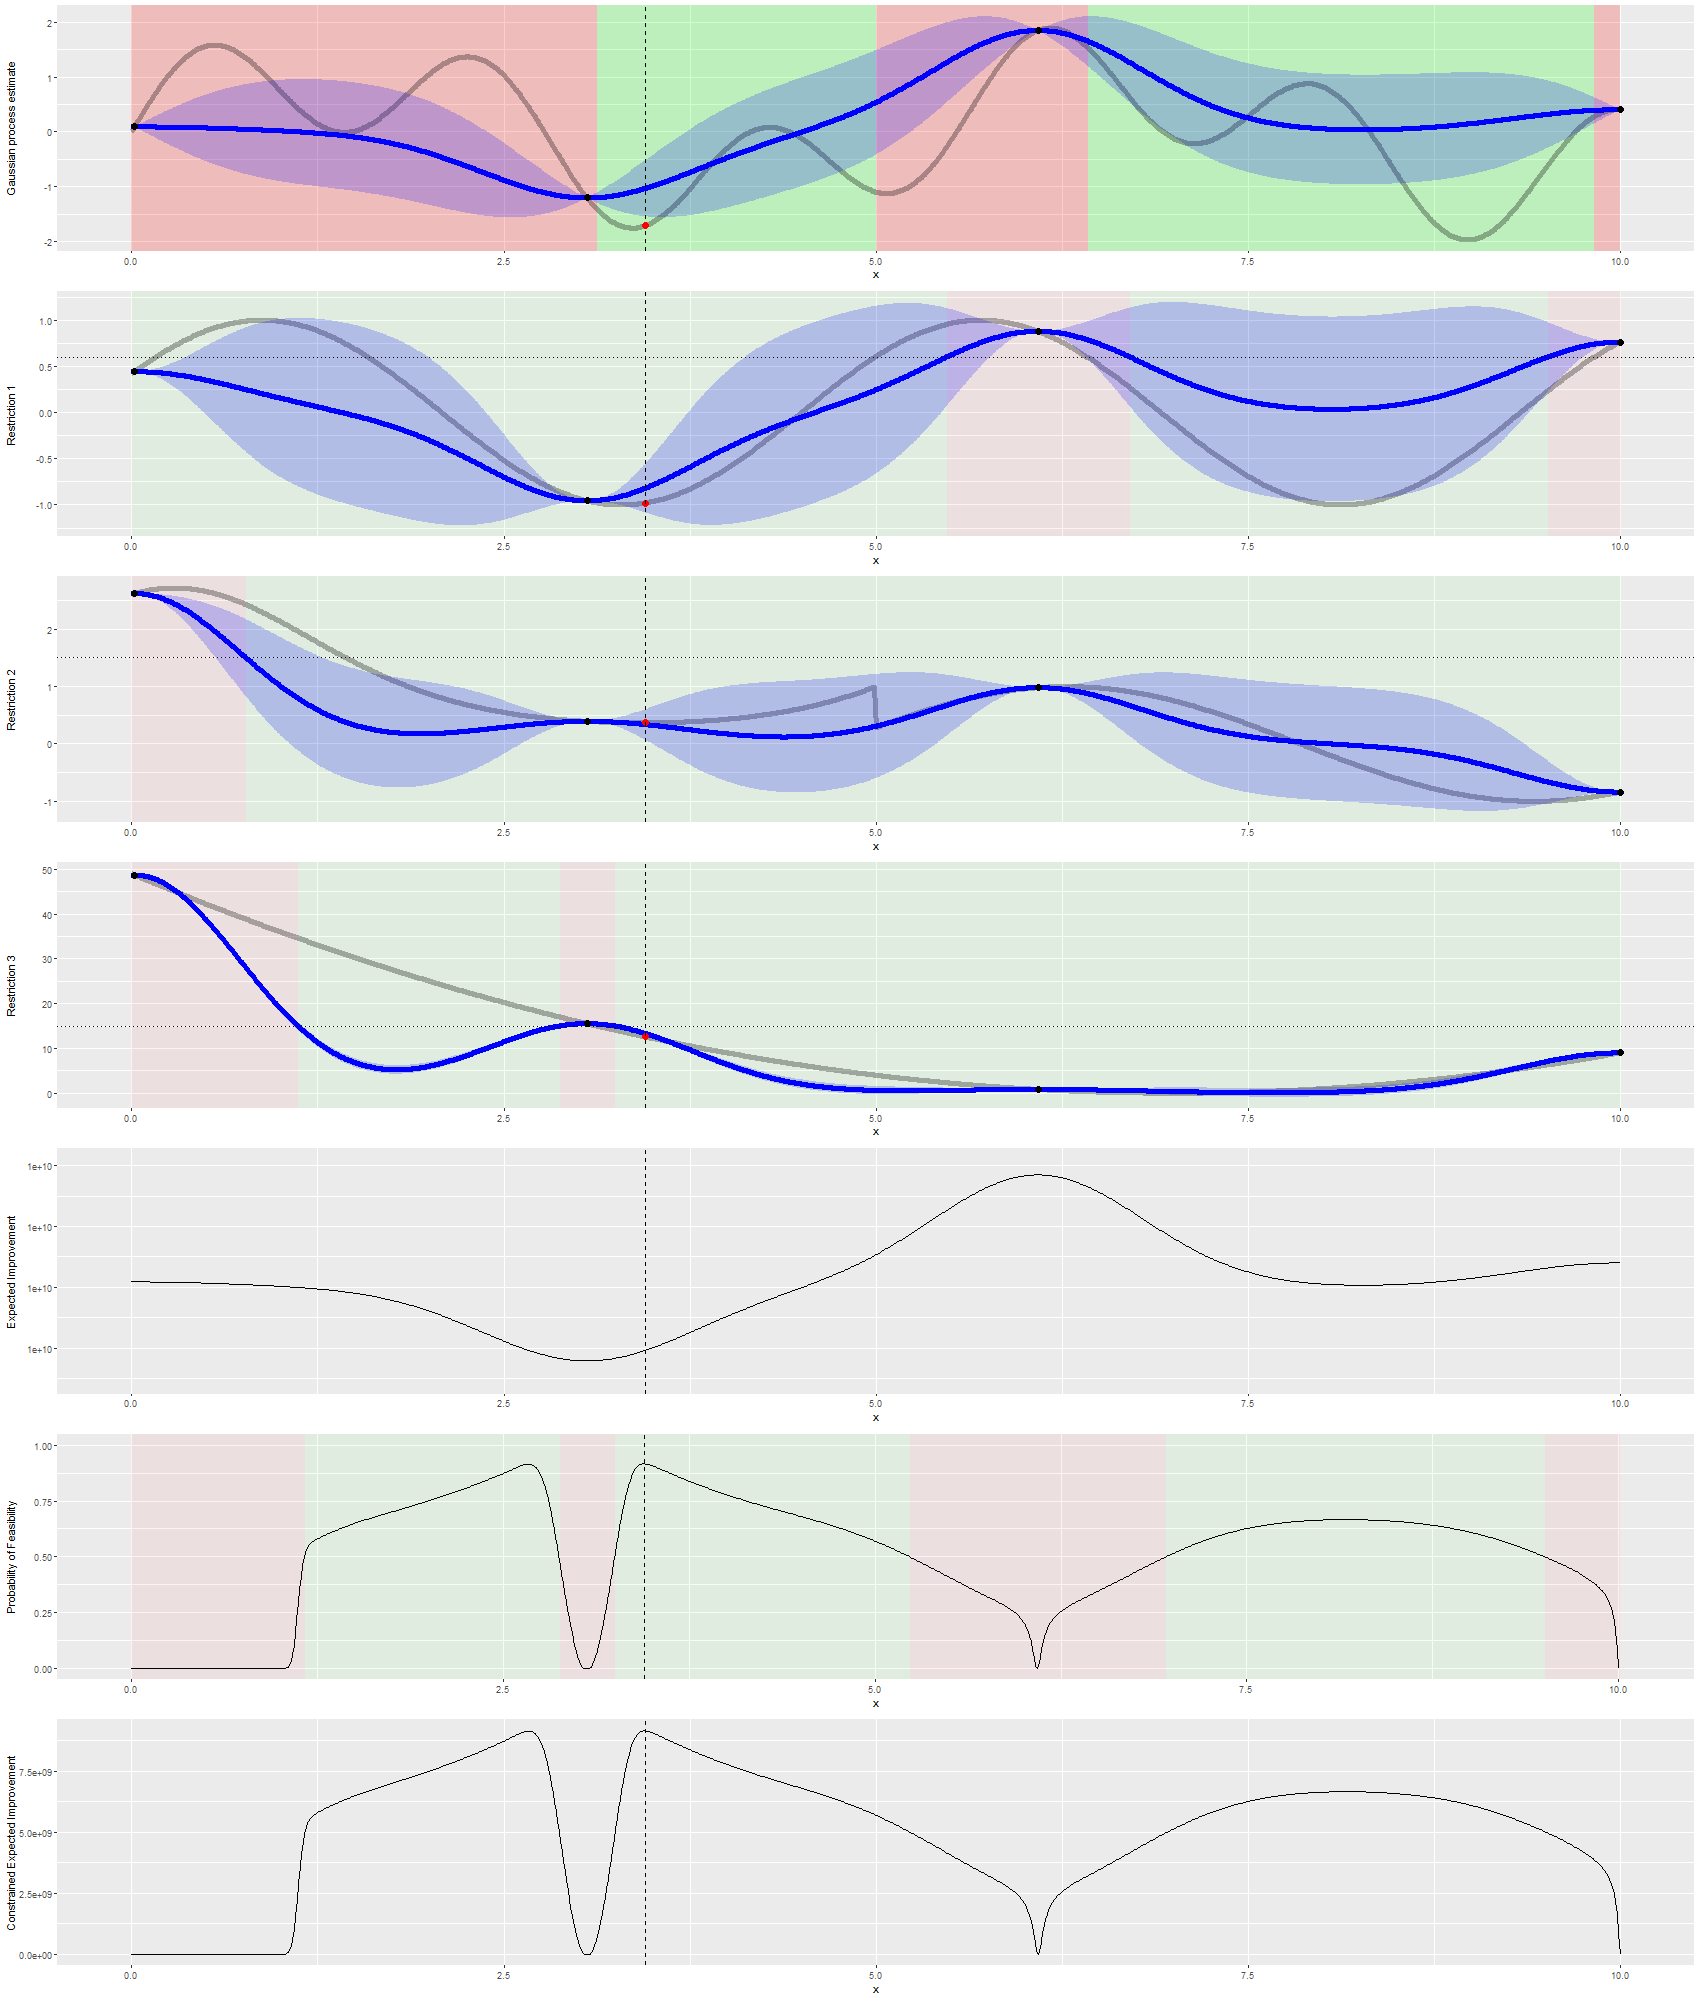 Gaussian process estimate
2
1
0
-1
-2
0.0 2.5 5.0 7.5 10.0
x
Restriction 1
1.0
0.5
0.0
-0.5
-1.0
0.0 2.5 5.0 7.5 10.0
x
Restriction 2
2
1
0
-1
0.0 2.5 5.0 7.5 10.0
x
Restriction 3
50
40
30
20
10
0
0.0 2.5 5.0 7.5 10.0
x
Expected Improvement
1e+10
1e+10
1e+10
1e+10
0.0 2.5 5.0 7.5 10.0
x
Probability of Feasibility
1.00
0.75
0.50
0.25
0.00
0.0 2.5 5.0 7.5 10.0
x
Constrained Expected Improvement
7.5e+09
5.0e+09
2.5e+09
0.0e+00
0.0 2.5 5.0 7.5 10.0
x